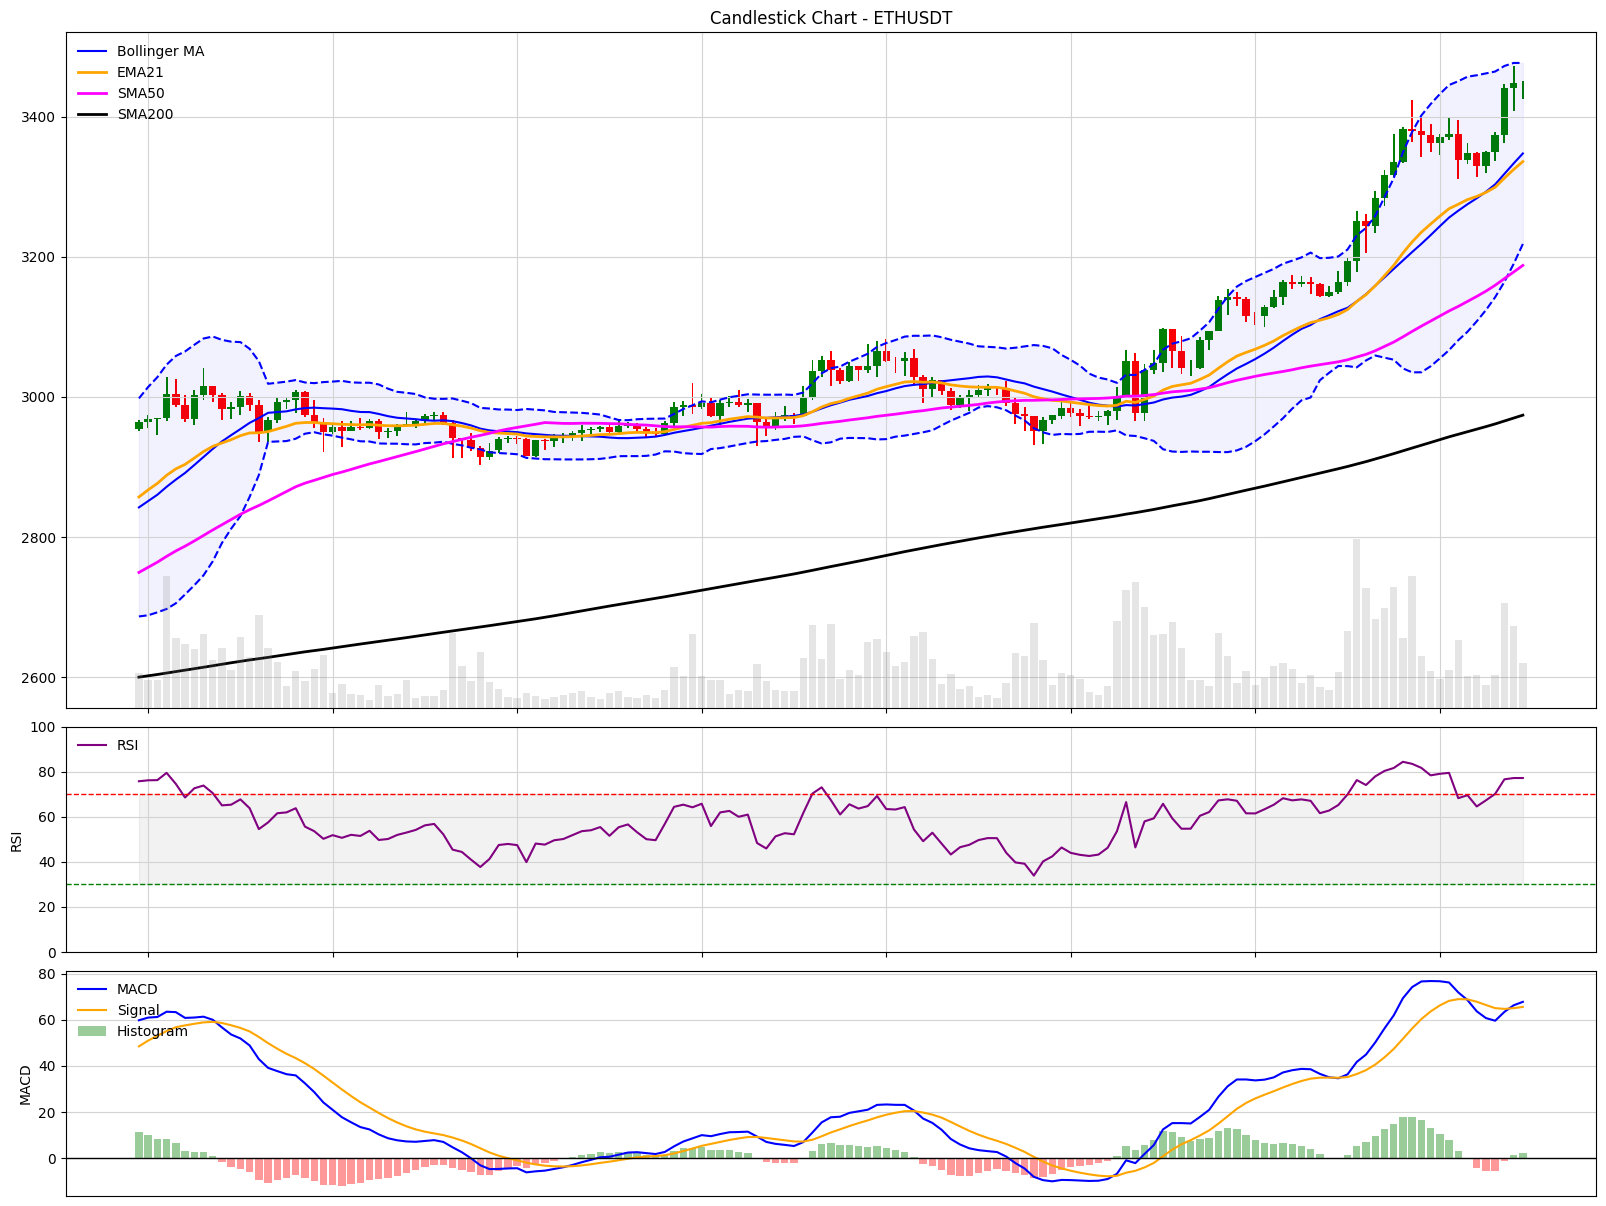 Candlestick Chart - ETHUSDT
Bollinger MA
EMA21
SMA50
SMA200
3400
3200
3000
2800
2600
RSI
100
80
60
40
20
0
RSI
MACD
Signal
Histogram
80
60
40
20
0
MACD